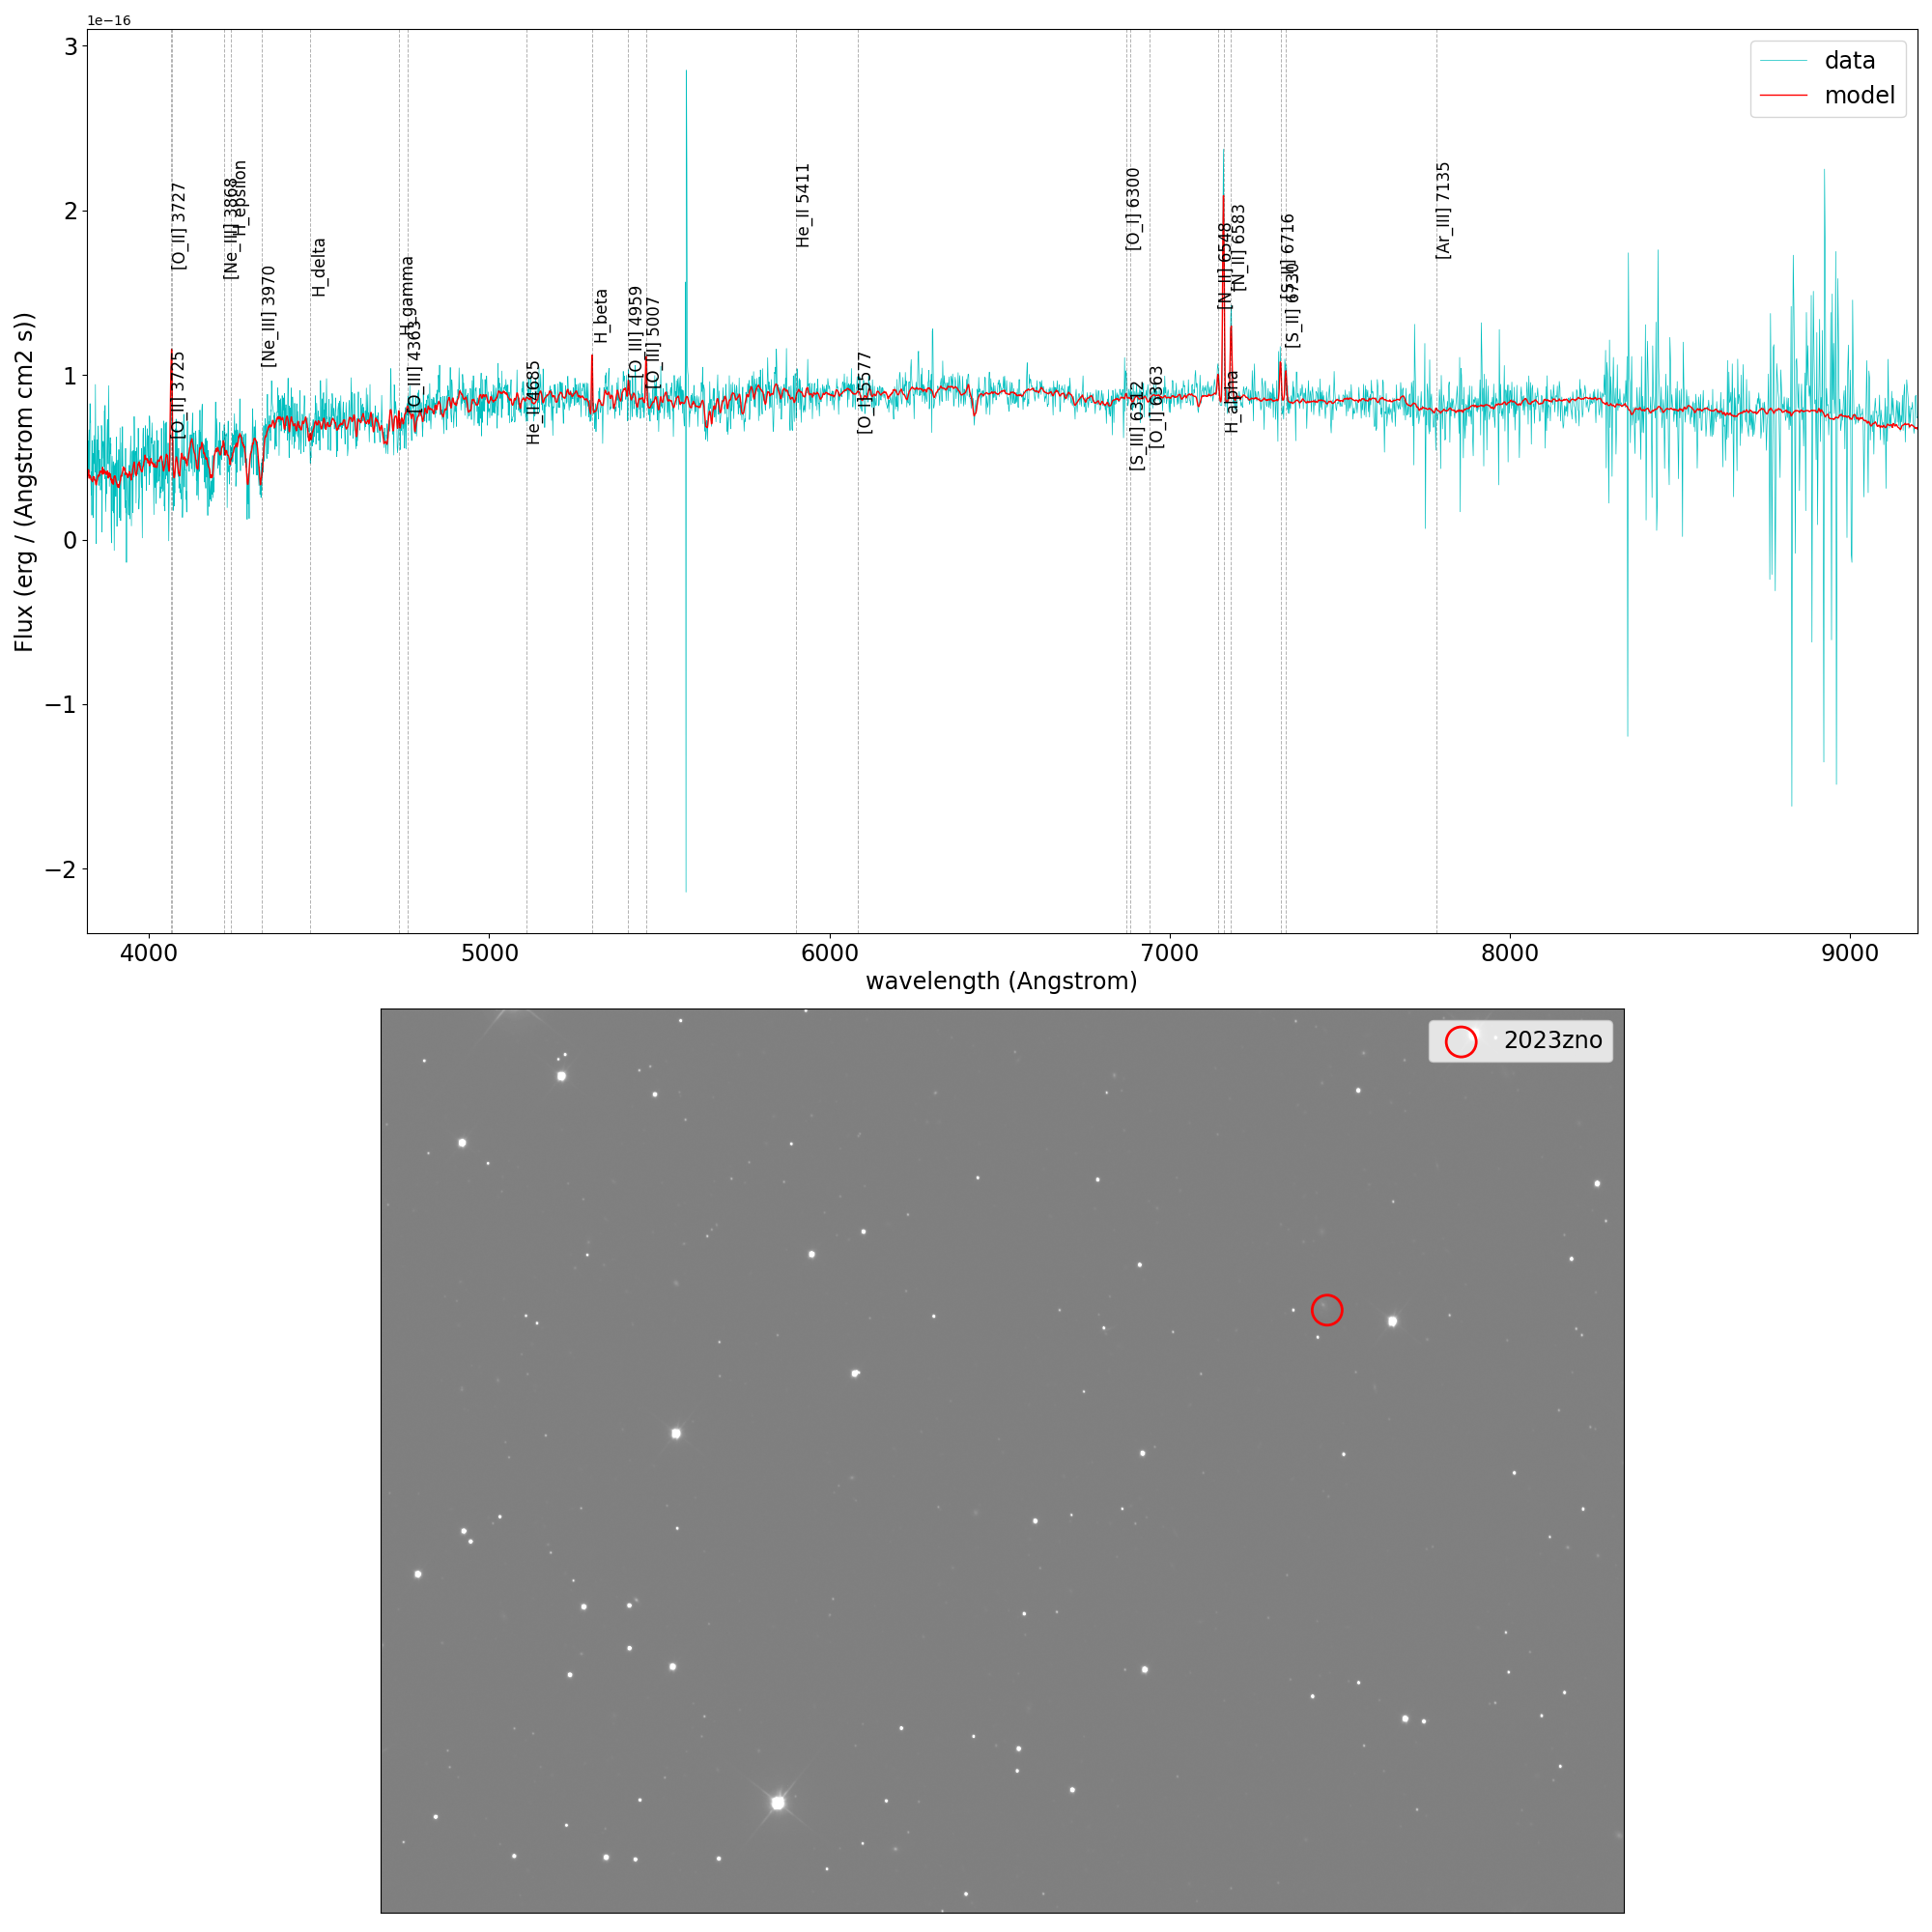 1e−16
data
model
3
2
1
0
−1
−2
Flux (erg / (Angstrom cm2 s))
[O_II] 3727
[O_II] 3725
[Ne_III] 3868
H_epsilon
[Ne_III] 3970
H_delta
H_gamma
[O_III] 4363
He_II 4685
H_beta
[O_III] 4959
[O_III] 5007
He_II 5411
[O_I] 5577
[O_I] 6300
[S_III] 6312
[O_I] 6363
[N_II] 6548
H_alpha
[N_II] 6583
[S_II] 6716
[S_II] 6730
[Ar_III] 7135
4000
5000
6000
7000
8000
9000
wavelength (Angstrom)
2023zno